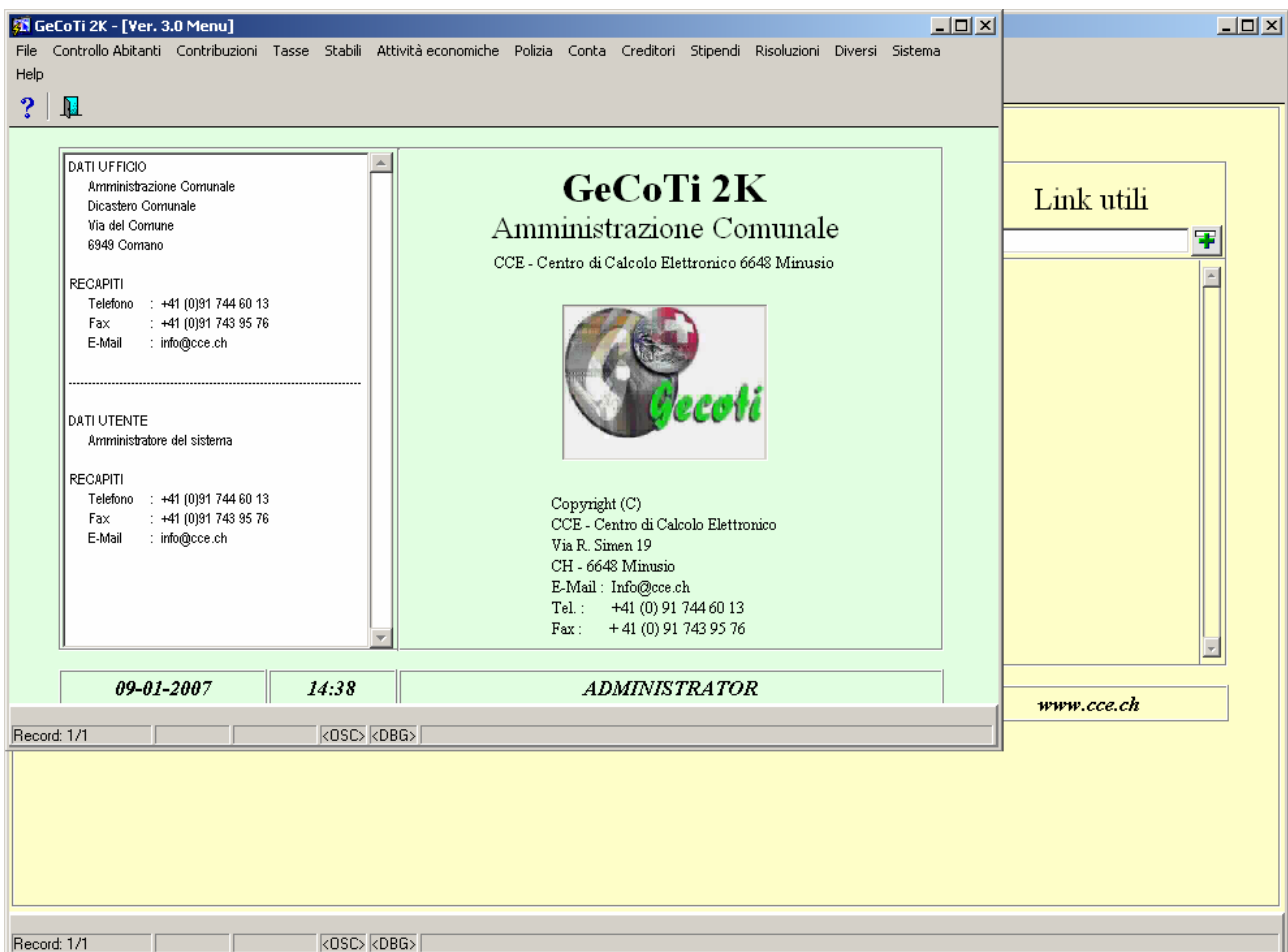 GeCoTi 2K - [Ver. 3.0 Menu]
File Controllo Abitanti Contribuzioni Tasse Stabili Attività economiche Polizia Conta Creditori Stipendi Risoluzioni Diversi Sistema
Help
?
DATI UFFICIO
Amministrazione Comunale
Dicastero Comunale
Via del Comune
6949 Comano
RECAPITI
Telefono : +41 (0)91 744 60 13
Fax : +41 (0)91 743 95 76
E-Mail : info@cce.ch
DATI UTENTE
Amministratore del sistema
RECAPITI
Telefono : +41 (0)91 744 60 13
Fax : +41 (0)91 743 95 76
E-Mail : info@cce.ch
GeCoTi 2K
Amministrazione Comunale
CCE - Centro di Calcolo Elettronico 6648 Minusio
Gecoti
Copyright (C)
CCE - Centro di Calcolo Elettronico
Via R. Simen 19
CH - 6648 Minusio
E-Mail : Info@cce.ch
Tel. : +41 (0) 91 744 60 13
Fax : + 41 (0) 91 743 95 76
09-01-2007 14:38 ADMINISTRATOR
Record: 1/1 <OSC> <DBG>
Link utili
www.cce.ch
Record: 1/1 <OSC> <DBG>